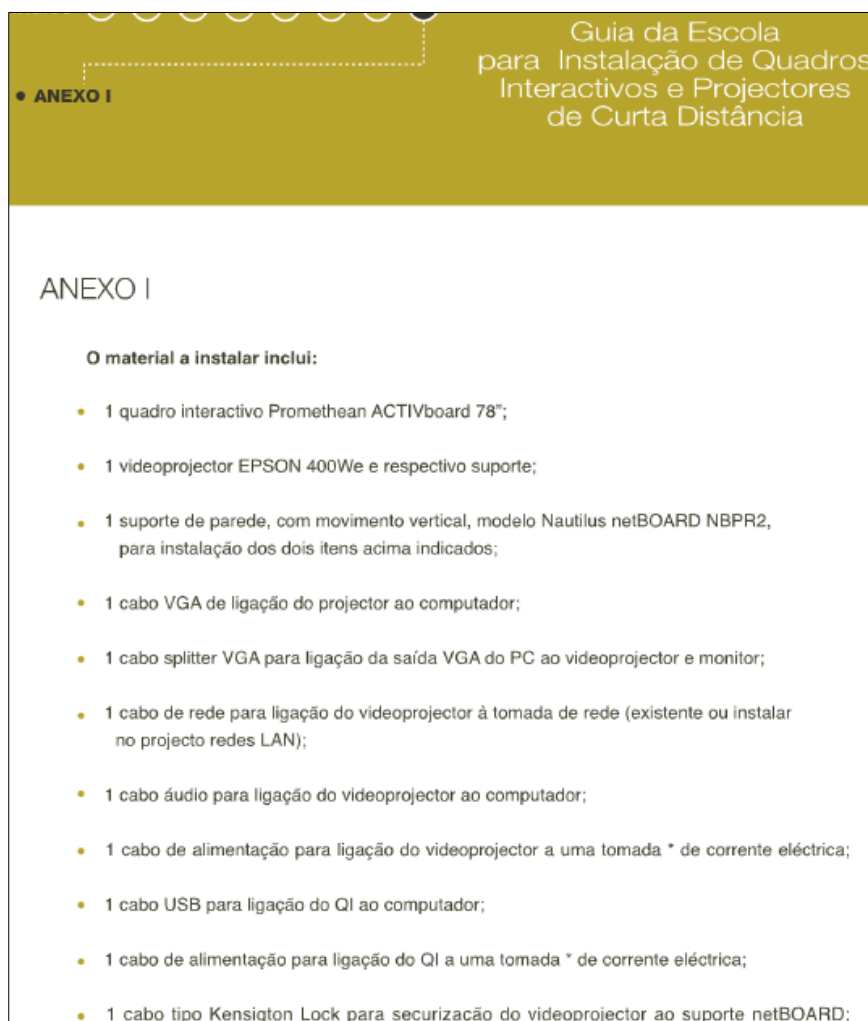 Guia da Escola
para Instalação de Quadros
Interactivos e Projectores
de Curta Distância
• ANEXO I
ANEXO I
O material a instalar inclui:
• 1 quadro interactivo Promethean ACTIVboard 78”;
• 1 videoprojector EPSON 400We e respectivo suporte;
• 1 suporte de parede, com movimento vertical, modelo Nautilus netBOARD NBPR2,
para instalação dos dois itens acima indicados;
• 1 cabo VGA de ligação do projector ao computador;
• 1 cabo splitter VGA para ligação da saída VGA do PC ao videoprojector e monitor;
• 1 cabo de rede para ligação do videoprojector à tomada de rede (existente ou instalar
no projecto redes LAN);
• 1 cabo áudio para ligação do videoprojector ao computador;
• 1 cabo de alimentação para ligação do videoprojector a uma tomada * de corrente eléctrica;
• 1 cabo USB para ligação do QI ao computador;
• 1 cabo de alimentação para ligação do QI a uma tomada * de corrente eléctrica;
• 1 cabo tipo Kensigton Lock para securização do videoprojector ao suporte netBOARD;